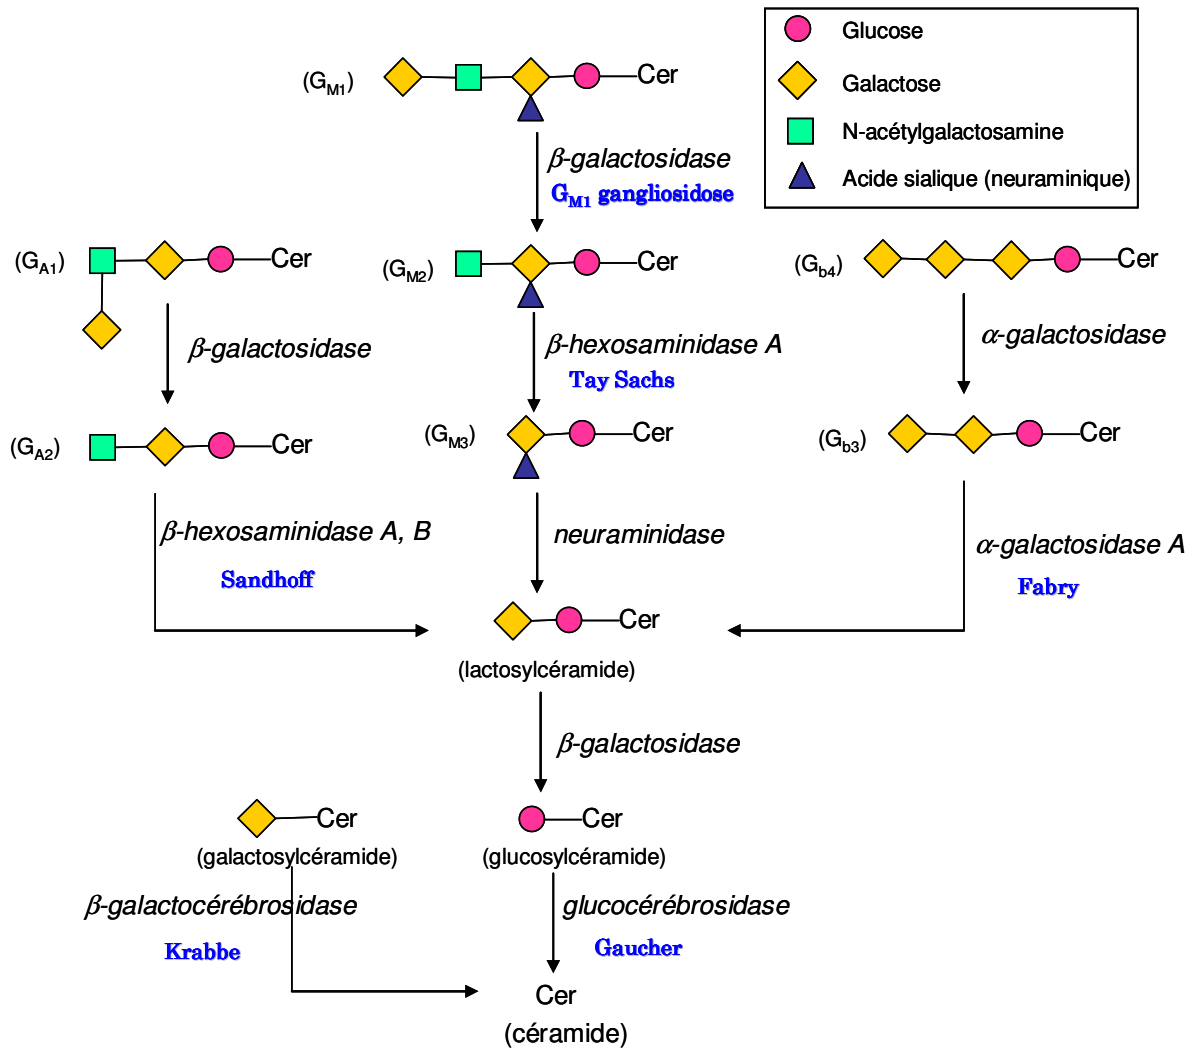 Glucose
Galactose
N-acétylgalactosamine
Acide sialique (neuraminique)
(GM1)
Cer
β-galactosidase
GM1 gangliosidose
(GA1)
Cer
(GM2)
Cer
(Gb4)
Cer
β-galactosidase
β-hexosaminidase A
Tay Sachs
α-galactosidase
(GA2)
Cer
(GM3)
Cer
(Gb3)
Cer
β-hexosaminidase A, B
Sandhoff
neuraminidase
α-galactosidase A
Fabry
Cer
(lactosylcéramide)
β-galactosidase
Cer
(galactosylcéramide)
Cer
(glucosylcéramide)
β-galactocérébrosidase
Krabbe
glucocérébrosidase
Gaucher
Cer
(céramide)